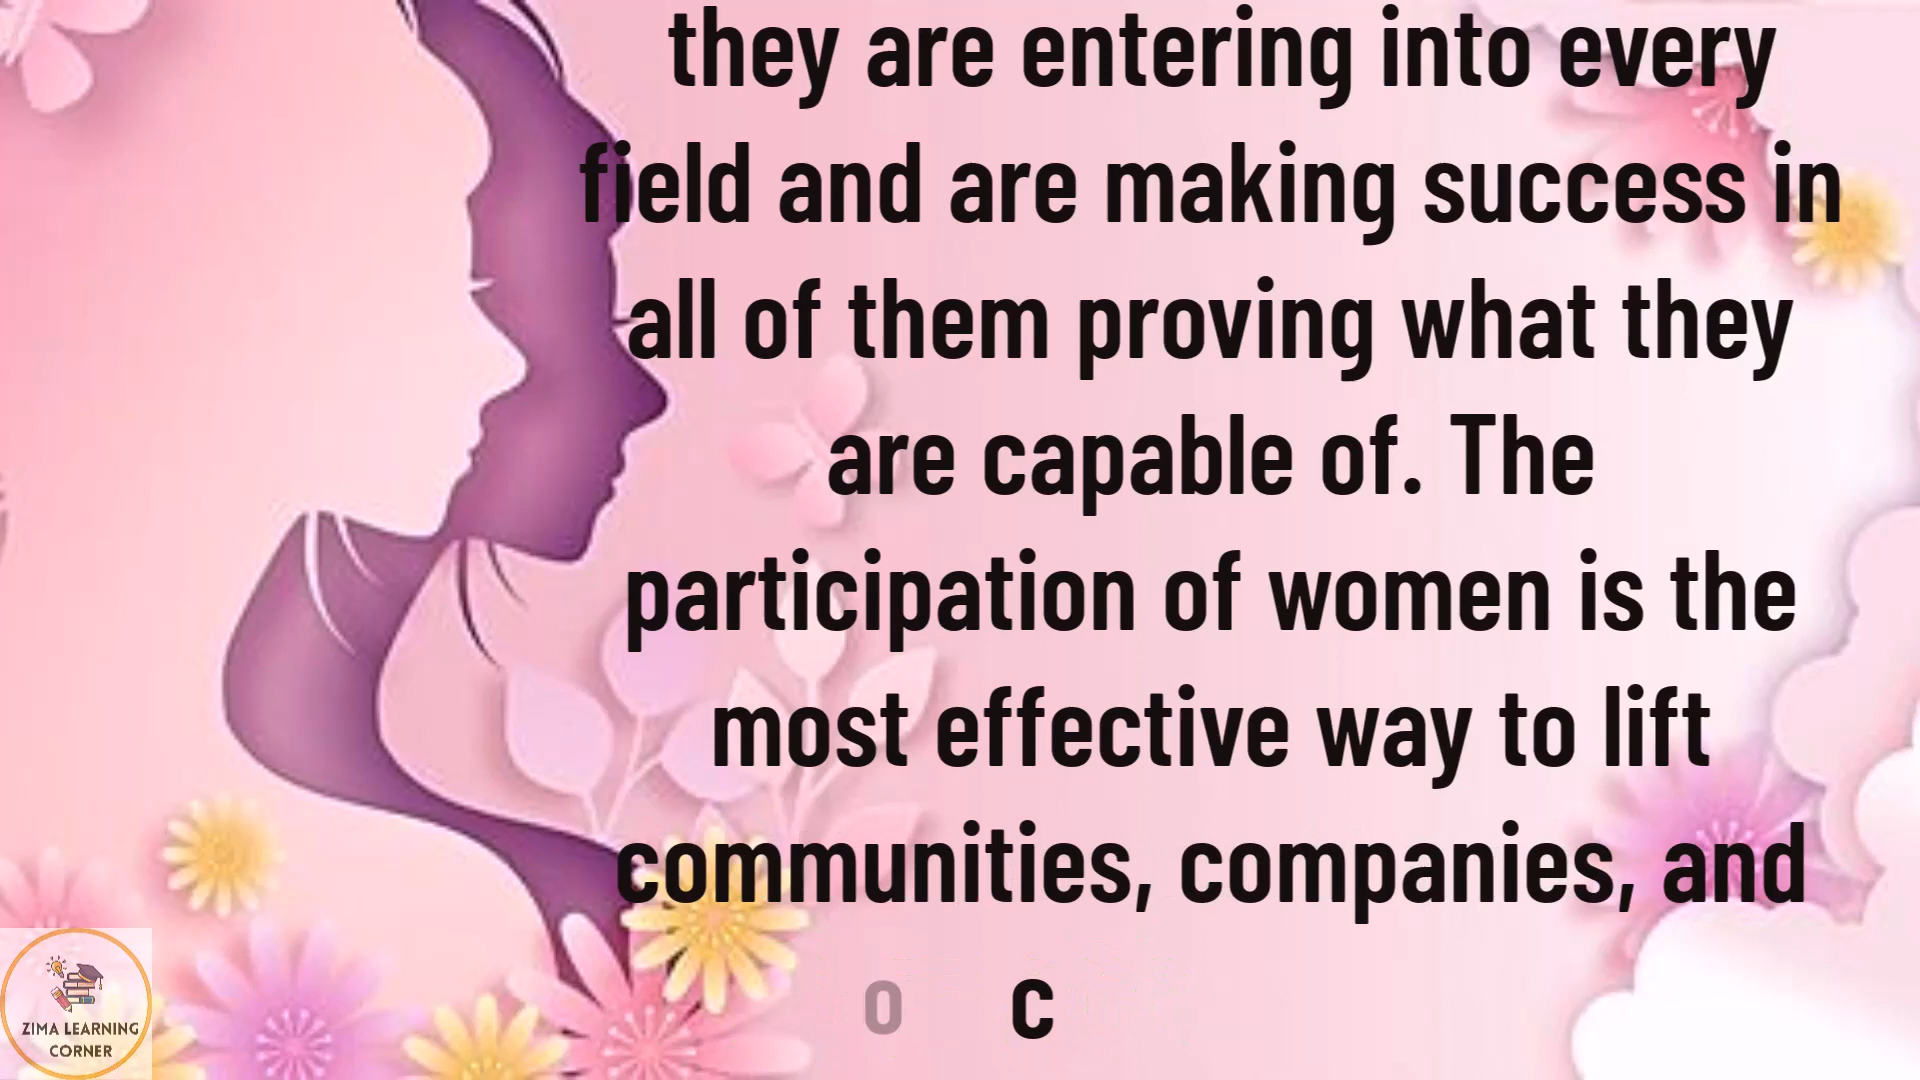 they are entering into every
field and are making success in
all of them proving what they
are capable of. The
participation of women is the
most effective way to lift
communities, companies, and
o c
ZIMA LEARNING
CORNER